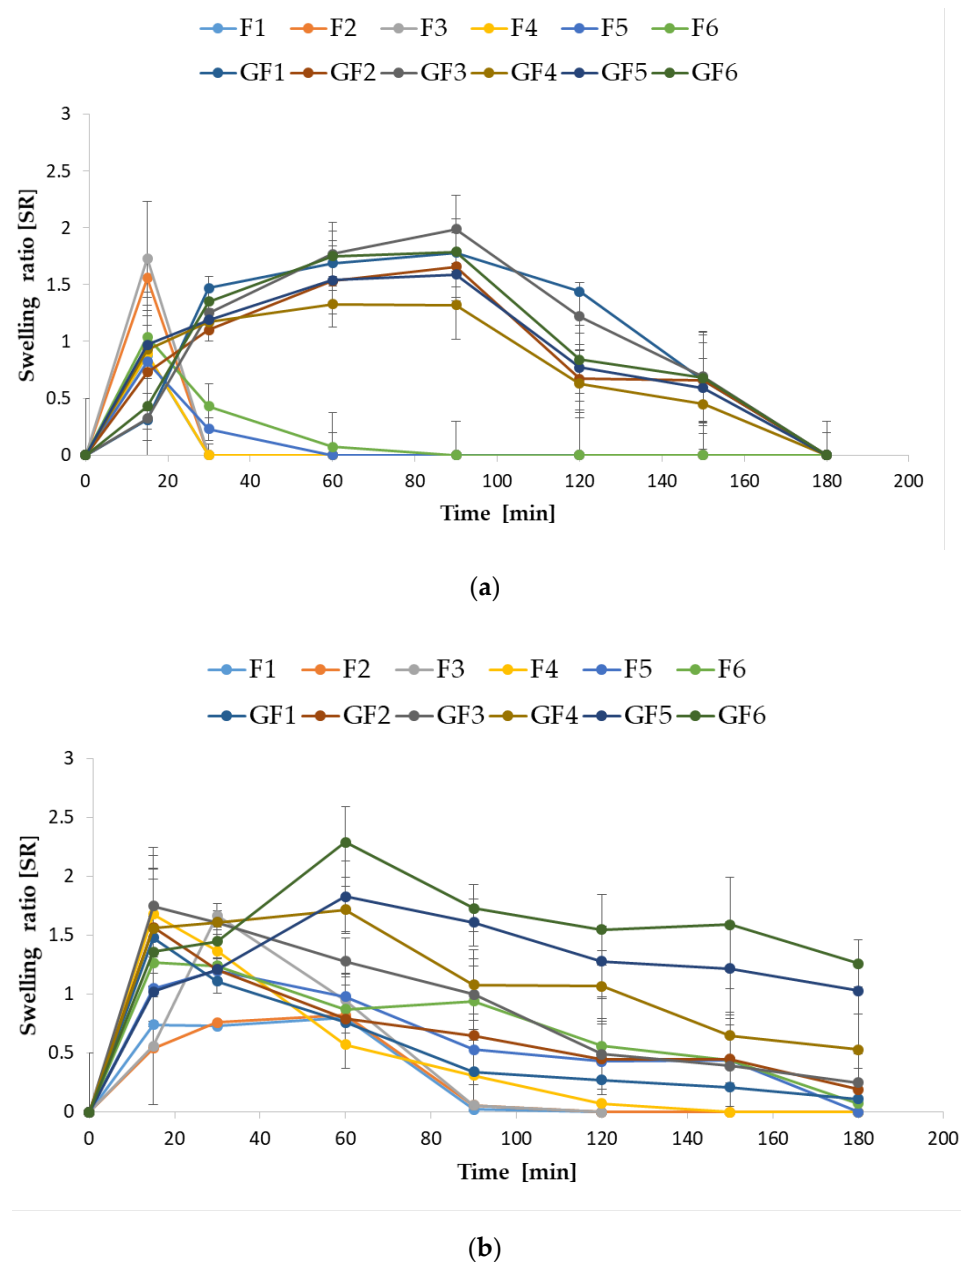 F1 F2 F3 F4 F5 F6
GF1 GF2 GF3 GF4 GF5 GF6
3
2.5
2
1.5
1
0.5
0
Swelling ratio [SR]
0 20 40 60 80 100 120 140 160 180 200
Time [min]
(a)
F1 F2 F3 F4 F5 F6
GF1 GF2 GF3 GF4 GF5 GF6
3
2.5
2
1.5
1
0.5
0
Swelling ratio [SR]
0 20 40 60 80 100 120 140 160 180 200
Time [min]
(b)